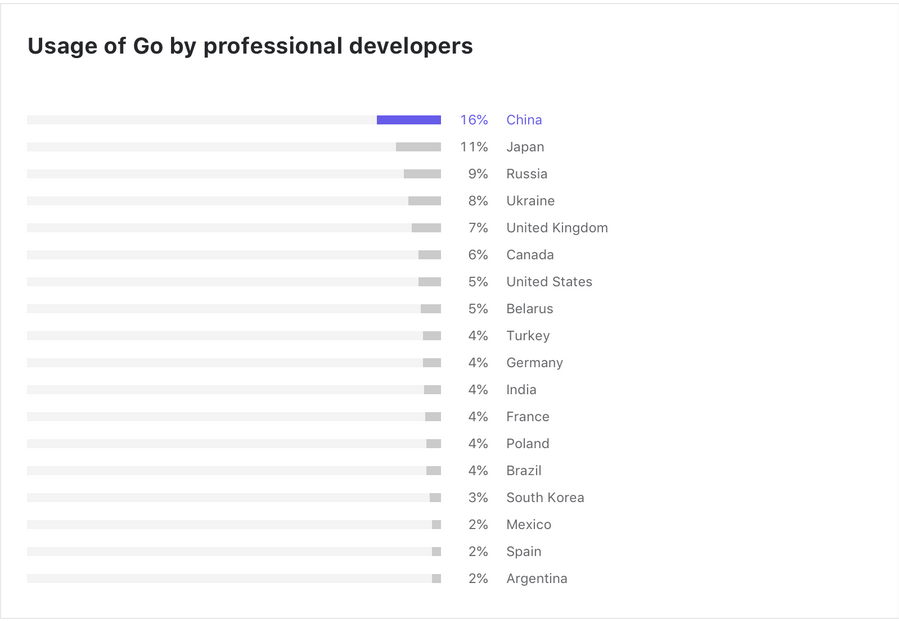 Usage of Go by professional developers
16% China
11% Japan
9% Russia
8% Ukraine
7% United Kingdom
6% Canada
5% United States
5% Belarus
4% Turkey
4% Germany
4% India
4% France
4% Poland
4% Brazil
3% South Korea
2% Mexico
2% Spain
2% Argentina